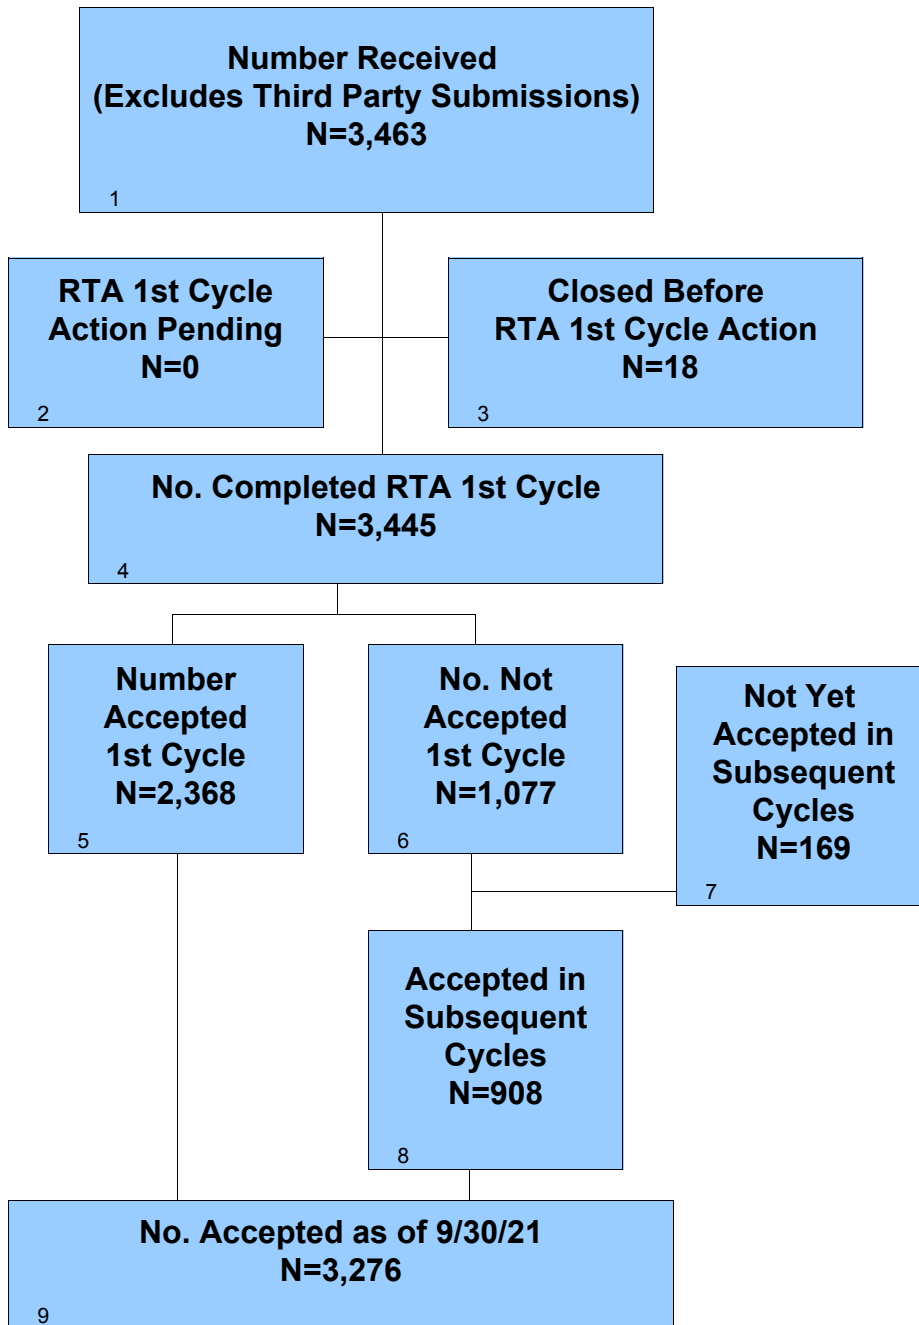 Number Received
(Excludes Third Party Submissions)
N=3,463
1
RTA 1st Cycle
Action Pending
N=0
2
Closed Before
RTA 1st Cycle Action
N=18
3
No. Completed RTA 1st Cycle
N=3,445
4
Number
Accepted
1st Cycle
N=2,368
5
No. Not
Accepted
1st Cycle
N=1,077
6
Not Yet
Accepted in
Subsequent
Cycles
N=169
7
Accepted in
Subsequent
Cycles
N=908
8
No. Accepted as of 9/30/21
N=3,276
9